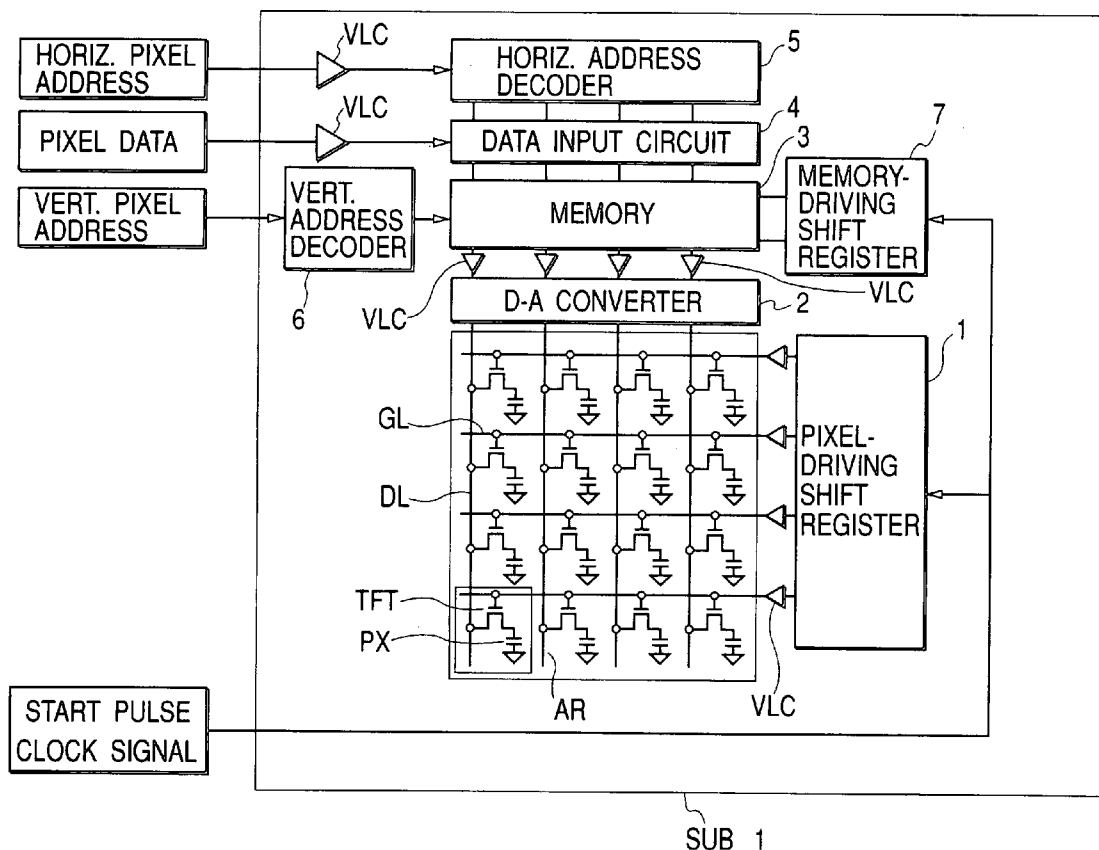 VLC
5
HORIZ. PIXEL
ADDRESS
HORIZ. ADDRESS
DECODER
VLC
4
PIXEL DATA
DATA INPUT CIRCUIT
3
7
VERT. PIXEL
ADDRESS
VERT.
ADDRESS
DECODER
MEMORY
MEMORY-
DRIVING
SHIFT
REGISTER
6
VLC
D-A CONVERTER
2
VLC
1
GL
DL
PIXEL-
DRIVING
SHIFT
REGISTER
TFT
PX
AR
VLC
START PULSE
CLOCK SIGNAL
SUB 1